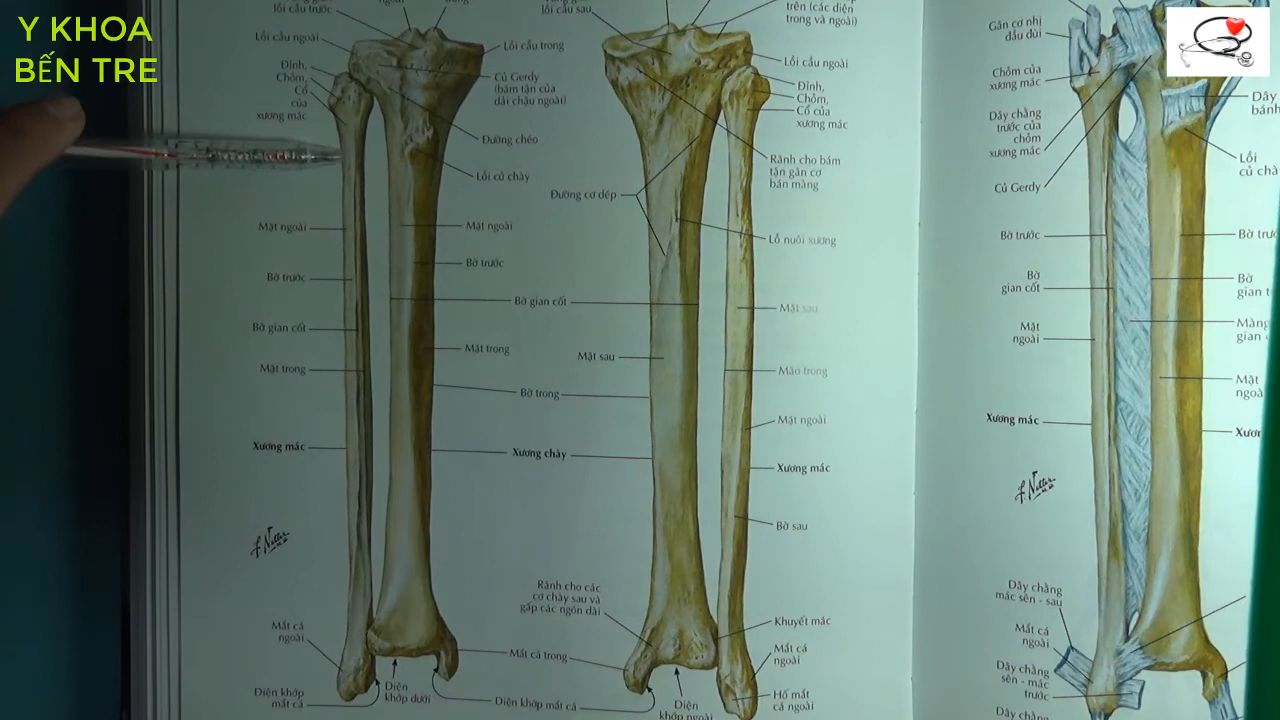 Y KHOA
BẾN TRE
lồi cầu trước
Lồi cầu ngoài
Đỉnh,
Chỏm,
Cổ
của
xương mác
Mặt ngoài
Bờ trước
Bờ gian cốt
Mặt trong
Xương mác
Mắt cá
ngoài
Diện khớp
mắt cá
Lồi cầu trong
Củ Gerdy
(bám tận của
dải chậu ngoài)
Đường chéo
Lồi củ chày
Mặt ngoài
Bờ trước
Bờ gian cốt
Mặt trong
Bờ trong
Xương chày
Mắt cá trong
Diện
khớp dưới
Diện khớp mắt cá
lồi cầu sau
trên (các diện
trong và ngoài)
Lồi cầu ngoài
Đỉnh,
Chỏm,
Cổ của
xương mác
Rãnh cho bám
tận gân cơ
bán màng
Đường cơ dép
Lỗ nuôi xương
Mặt sau
Mặt sau
Mào trong
Mặt ngoài
Xương mác
Bờ sau
Rãnh cho các
cơ chày sau và
gấp các ngón dài
Khuyết mác
Mắt cá
ngoài
Hố mắt
cá ngoài
Diện
khớp ngoài
Gân cơ nhị
đầu đùi
Chỏm của
xương mác
Dây chằng
trước của
chỏm
xương mác
Củ Gerdy
Bờ trước
Bờ
gian cốt
Mặt
ngoài
Xương mác
Dây chằng
mác sên - sau
Mắt cá
ngoài
Dây chằng
sên - mác
trước
Dây chằng
Dây
bánh
Lồi
củ
Bờ
Bờ
gian
Màng
gian
Mặt
F. Netter
F. Netter